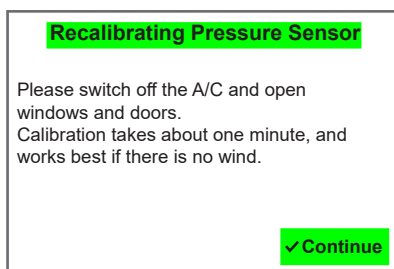 Recalibrating Pressure Sensor
Please switch off the A/C and open
windows and doors.
Calibration takes about one minute, and
works best if there is no wind.
✓Continue